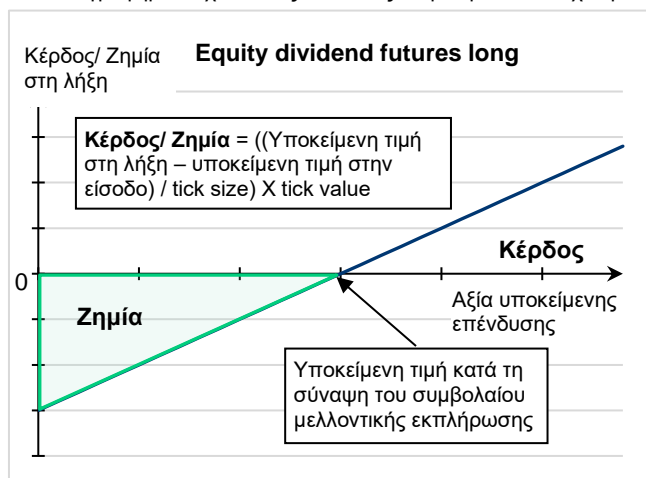 Κέρδος/ Ζημία
στη λήξη
Equity dividend futures long
Κέρδος/ Ζημία = ((Υποκείμενη τιμή
στη λήξη – υποκείμενη τιμή στην
είσοδο) / tick size) X tick value
Κέρδος
0
Αξία υποκείμενης
επένδυσης
Ζημία
Υποκείμενη τιμή κατά τη
σύναψη του συμβολαίου
μελλοντικής εκπλήρωσης